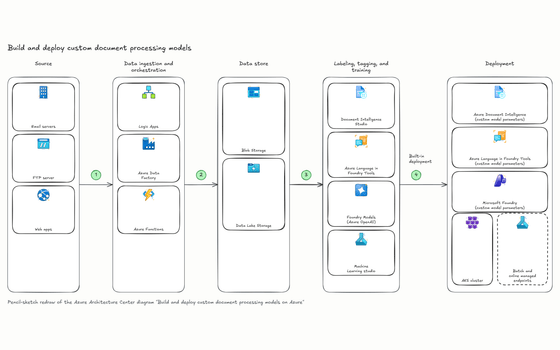 Build and deploy custom document processing models
Source
Data ingestion and
orchestration
Data store
Labeling, tagging, and
training
Deployment
Email servers
FTP server
Web apps
1
Logic Apps
Azure Data
Factory
Azure Functions
2
Blob Storage
Data Lake Storage
3
Document Intelligence
Studio
Azure Language in
Foundry Tools
Foundry Models
(Azure OpenAI)
Machine
Learning studio
Built-in
deployment
4
Azure Document Intelligence
(custom model parameters)
Azure Language in Foundry Tools
(custom model parameters)
Microsoft Foundry
(custom model parameters)
AKS cluster
Batch and
online managed
endpoints
Pencil-sketch redraw of the Azure Architecture Center diagram "Build and deploy custom document processing models on Azure"